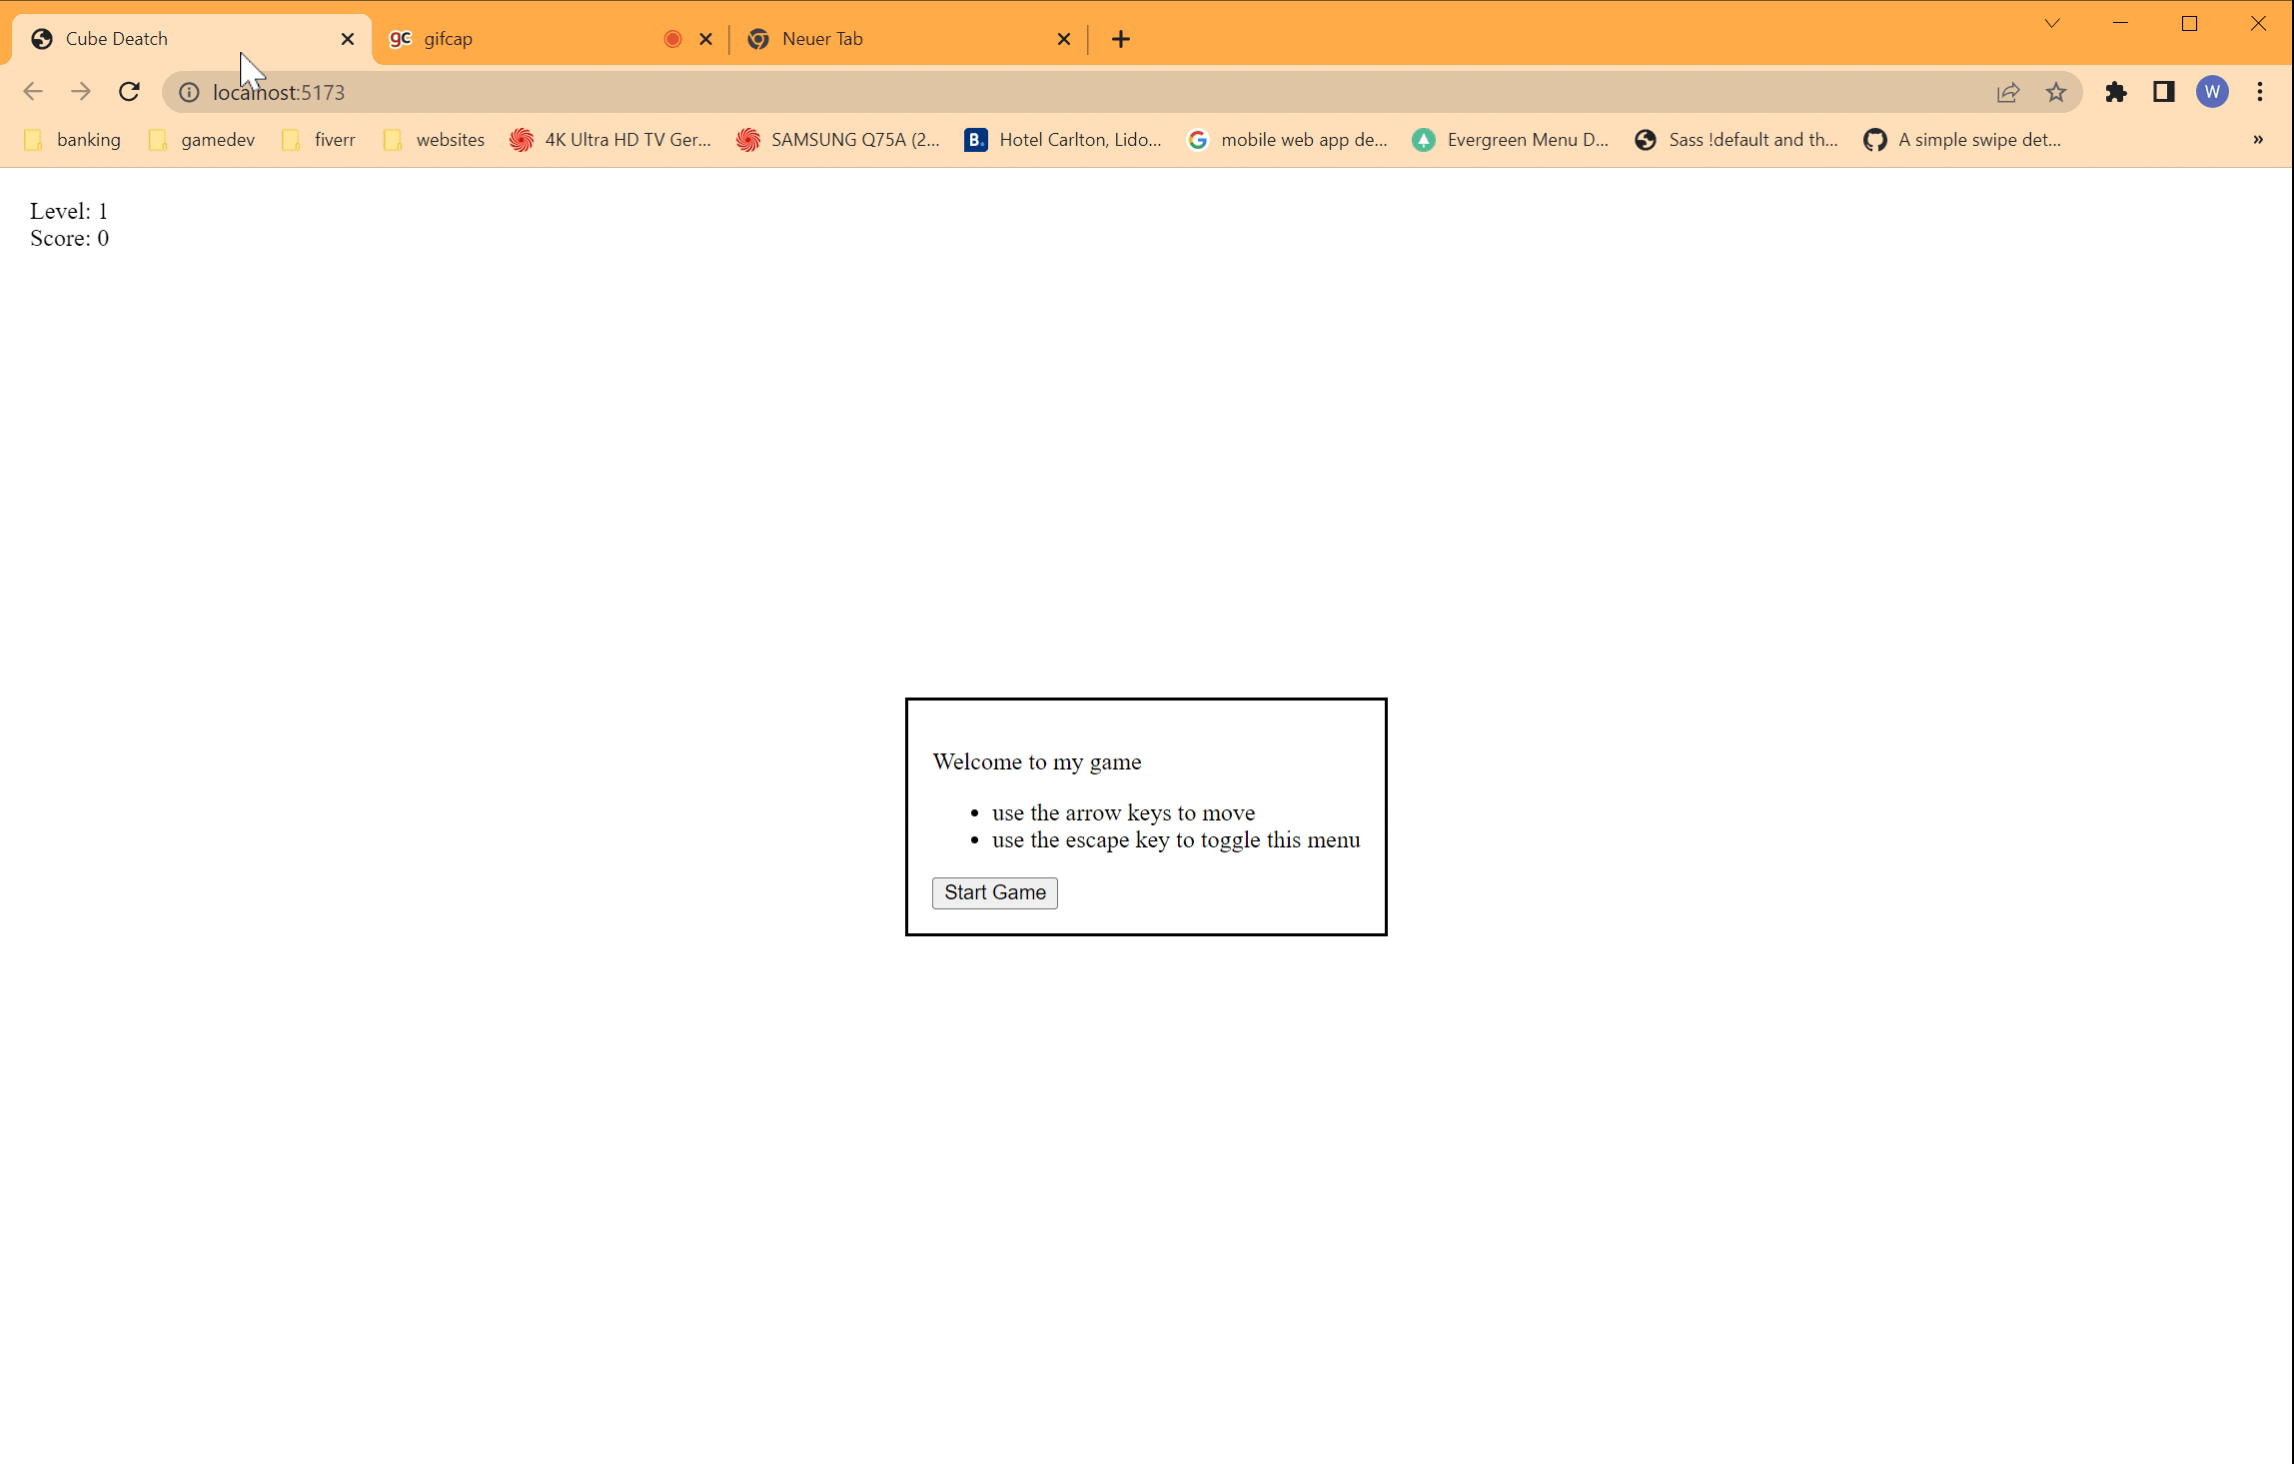 Cube Deatch
gc gifcap
Neuer Tab
localhost:5173
W
banking gamedev fiverr websites 4K Ultra HD TV Ger... SAMSUNG Q75A (2... B. Hotel Carlton, Lido... G mobile web app de... Evergreen Menu D... Sass !default and th... A simple swipe det... »
Level: 1
Score: 0
Welcome to my game
• use the arrow keys to move
• use the escape key to toggle this menu
Start Game